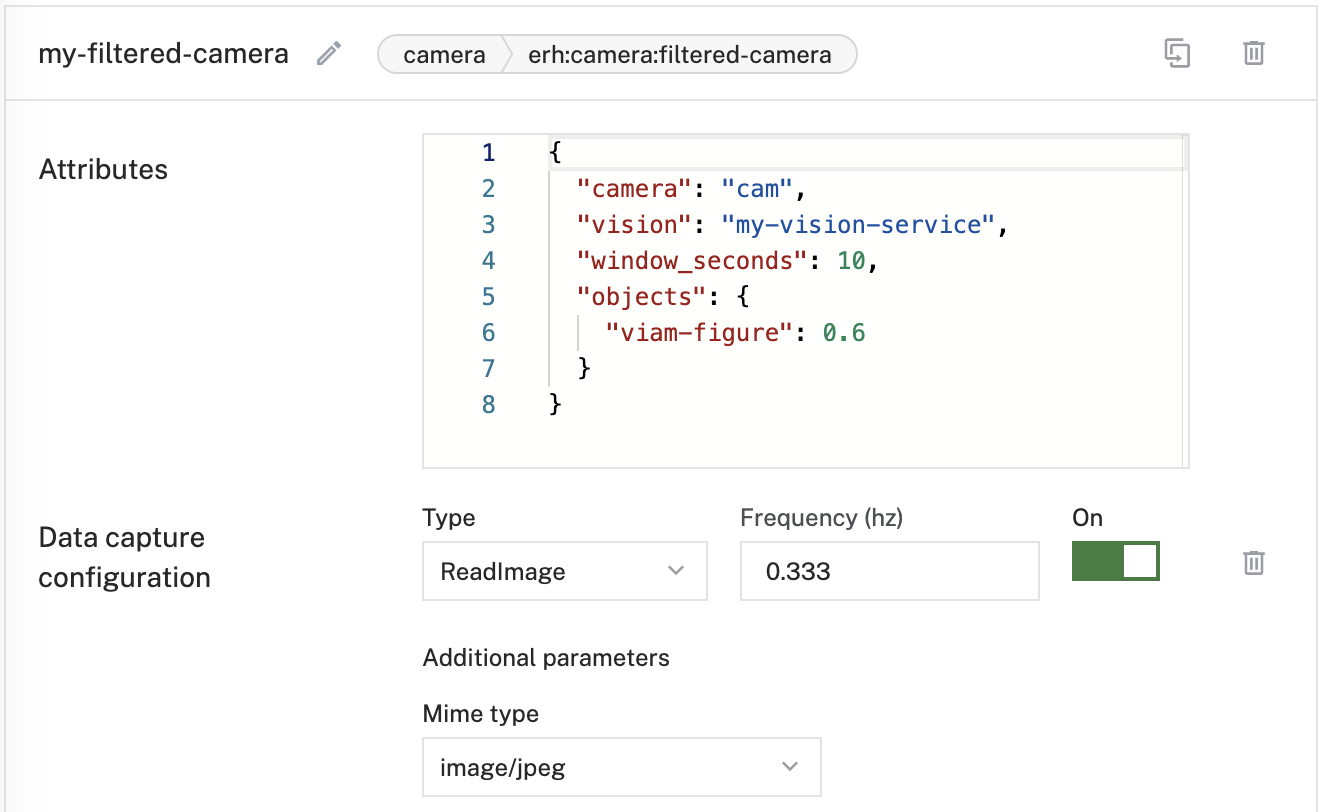 my-filtered-camera camera erh:camera:filtered-camera
Attributes
1 {
2 "camera": "cam",
3 "vision": "my-vision-service",
4 "window_seconds": 10,
5 "objects": {
6 "viam-figure": 0.6
7 }
8 }
Data capture
configuration
Type Frequency (hz) On
ReadImage 0.333
Additional parameters
Mime type
image/jpeg